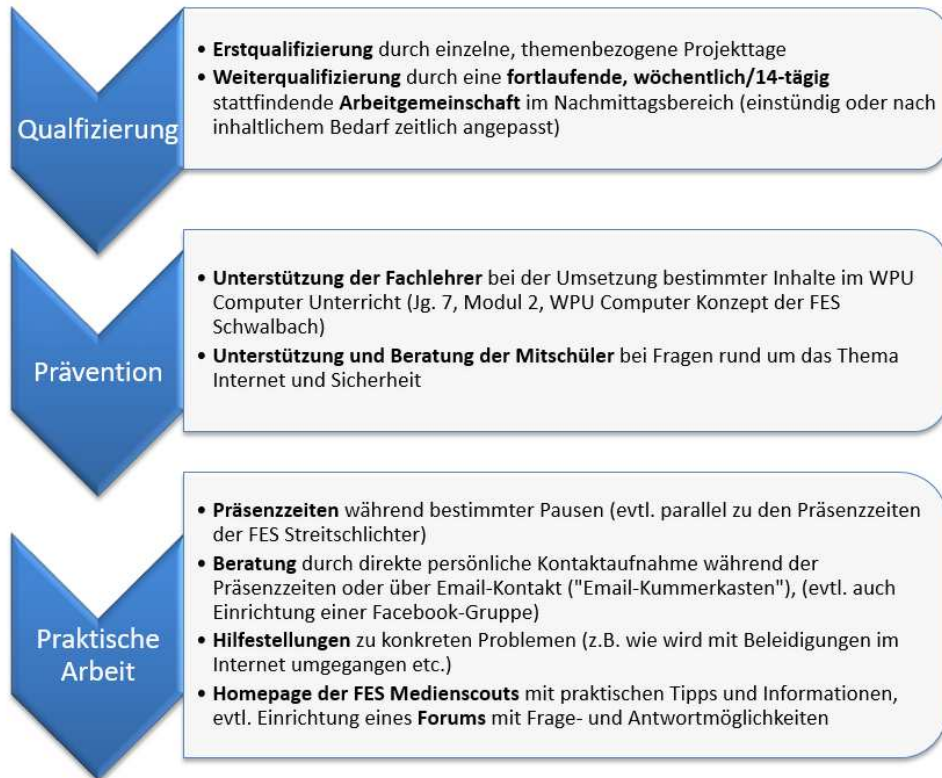 Qualfizierung
• Erstqualifizierung durch einzelne, themenbezogene Projekttage
• Weiterqualifizierung durch eine fortlaufende, wöchentlich/14-tägig
stattfindende Arbeitgemeinschaft im Nachmittagsbereich (einstündig oder nach
inhaltlichem Bedarf zeitlich angepasst)
Prävention
• Unterstützung der Fachlehrer bei der Umsetzung bestimmter Inhalte im WPU
Computer Unterricht (Jg. 7, Modul 2, WPU Computer Konzept der FES
Schwalbach)
• Unterstützung und Beratung der Mitschüler bei Fragen rund um das Thema
Internet und Sicherheit
Praktische
Arbeit
• Präsenzzeiten während bestimmter Pausen (evtl. parallel zu den Präsenzzeiten
der FES Streitschlichter)
• Beratung durch direkte persönliche Kontaktaufnahme während der
Präsenzzeiten oder über Email-Kontakt ("Email-Kummerkasten"), (evtl. auch
Einrichtung einer Facebook-Gruppe)
• Hilfestellungen zu konkreten Problemen (z.B. wie wird mit Beleidigungen im
Internet umgegangen etc.)
• Homepage der FES Medienscouts mit praktischen Tipps und Informationen,
evtl. Einrichtung eines Forums mit Frage- und Antwortmöglichkeiten